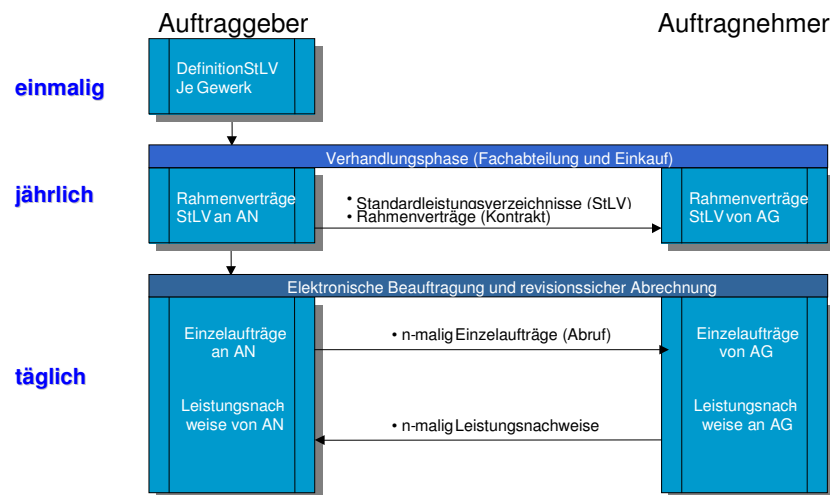 Auftraggeber
Auftragnehmer
einmalig
DefinitionStLV
Je Gewerk
Verhandlungsphase (Fachabteilung und Einkauf)
jährlich
Rahmenverträge
StLV an AN
• Standardleistungsverzeichnisse (StLV)
• Rahmenverträge (Kontrakt)
Rahmenverträge
StLV von AG
Elektronische Beauftragung und revisionssicher Abrechnung
täglich
Einzelaufträge
an AN
• n-malig Einzelaufträge (Abruf)
Einzelaufträge
von AG
Leistungsnach-
weise von AN
• n-malig Leistungsnachweise
Leistungsnach-
weise an AG